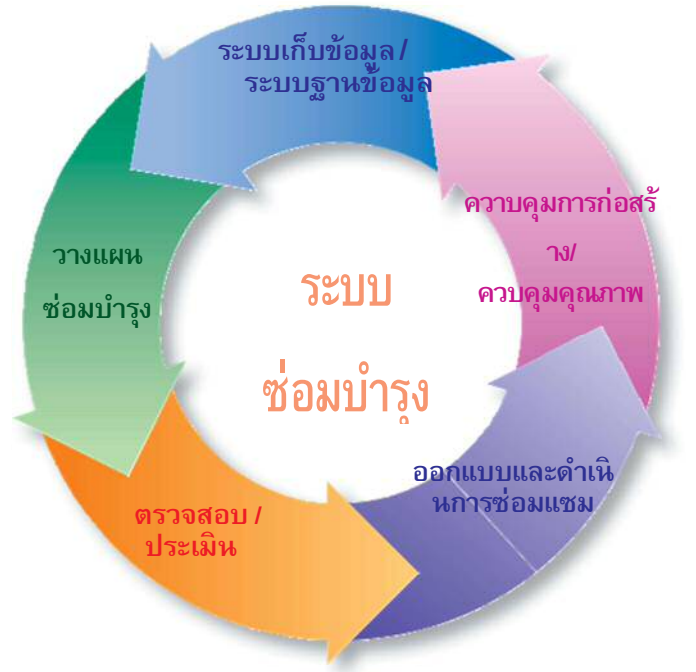 ระบบเก็บข้อมูล /
ระบบฐานข้อมูล
ควาบคุมการก่อสร้
าง/
ควบคุมคุณภาพ
วางแผน
ซ่อมบำรุง
ระบบ
ซ่อมบำรุง
ออกแบบและดำเนิ
นการซ่อมแซม
ตรวจสอบ /
ประเมิน